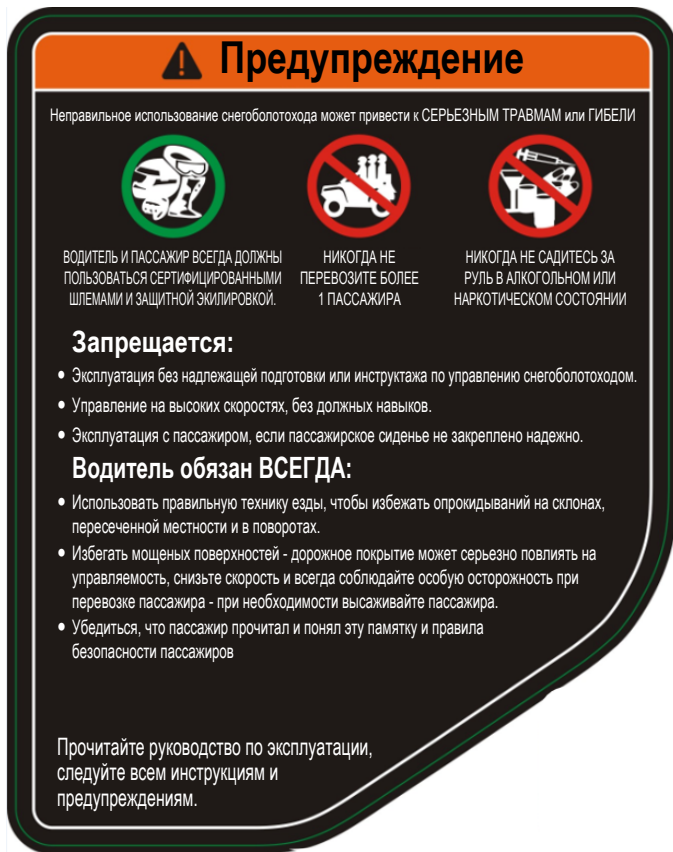 Предупреждение
Неправильное использование снегоболотохода может привести к СЕРЬЕЗНЫМ ТРАВМАМ или ГИБЕЛИ
ВОДИТЕЛЬ И ПАССАЖИР ВСЕГДА ДОЛЖНЫ
ПОЛЬЗОВАТЬСЯ СЕРТИФИЦИРОВАННЫМИ
ШЛЕМАМИ И ЗАЩИТНОЙ ЭКИЛИРОВКОЙ.
НИКОГДА НЕ
ПЕРЕВОЗИТЕ БОЛЕЕ
1 ПАССАЖИРА
НИКОГДА НЕ САДИТЕСЬ ЗА
РУЛЬ В АЛКОГОЛЬНОМ ИЛИ
НАРКОТИЧЕСКОМ СОСТОЯНИИ
Запрещается:
• Эксплуатация без надлежащей подготовки или инструктажа по управлению снегоболотоходом.
• Управление на высоких скоростях, без должных навыков.
• Эксплуатация с пассажиром, если пассажирское сиденье не закреплено надежно.
Водитель обязан ВСЕГДА:
• Использовать правильную технику езды, чтобы избежать опрокидываний на склонах,
пересеченной местности и в поворотах.
• Избегать мощеных поверхностей - дорожное покрытие может серьезно повлиять на
управляемость, снизьте скорость и всегда соблюдайте особую осторожность при
перевозке пассажира - при необходимости высаживайте пассажира.
• Убедиться, что пассажир прочитал и понял эту памятку и правила
безопасности пассажиров
Прочитайте руководство по эксплуатации,
следуйте всем инструкциям и
предупреждениям.